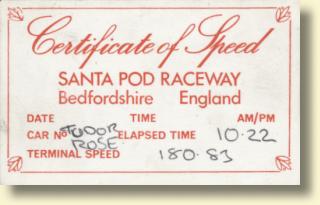 Certificate of Speed
SANTA POD RACEWAY
Bedfordshire England
DATE TIME AM/PM
CAR Nº TUDOR ROSE ELAPSED TIME 10.22
TERMINAL SPEED 180.83